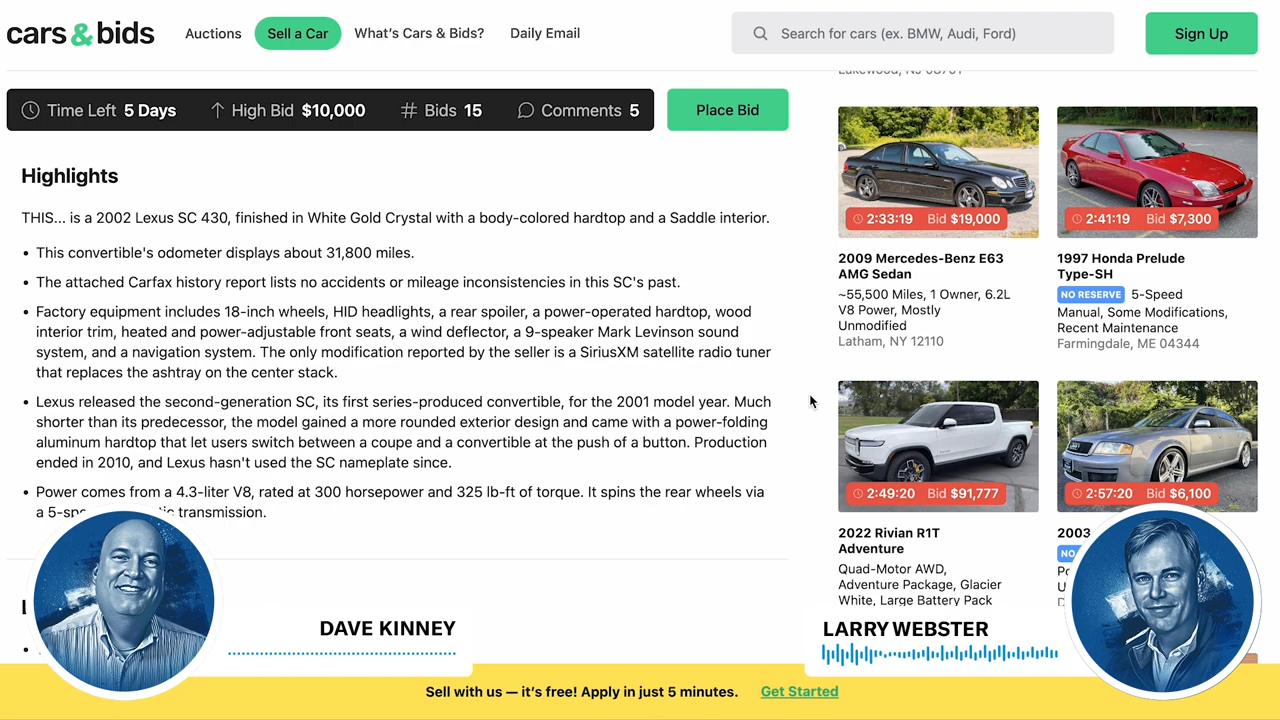 cars & bids
Auctions
Sell a Car
What's Cars & Bids?
Daily Email
Search for cars (ex. BMW, Audi, Ford)
Sign Up
Time Left 5 Days
High Bid $10,000
# Bids 15
Comments 5
Place Bid
Highlights
THIS... is a 2002 Lexus SC 430, finished in White Gold Crystal with a body-colored hardtop and a Saddle interior.
• This convertible's odometer displays about 31,800 miles.
• The attached Carfax history report lists no accidents or mileage inconsistencies in this SC's past.
• Factory equipment includes 18-inch wheels, HID headlights, a rear spoiler, a power-operated hardtop, wood
interior trim, heated and power-adjustable front seats, a wind deflector, a 9-speaker Mark Levinson sound
system, and a navigation system. The only modification reported by the seller is a SiriusXM satellite radio tuner
that replaces the ashtray on the center stack.
• Lexus released the second-generation SC, its first series-produced convertible, for the 2001 model year. Much
shorter than its predecessor, the model gained a more rounded exterior design and came with a power-folding
aluminum hardtop that let users switch between a coupe and a convertible at the push of a button. Production
ended in 2010, and Lexus hasn't used the SC nameplate since.
• Power comes from a 4.3-liter V8, rated at 300 horsepower and 325 lb-ft of torque. It spins the rear wheels via
a 5-spe transmission.
2:33:19 Bid $19,000
2009 Mercedes-Benz E63
AMG Sedan
~55,500 Miles, 1 Owner, 6.2L
V8 Power, Mostly
Unmodified
Latham, NY 12110
2:41:19 Bid $7,300
1997 Honda Prelude
Type-SH
NO RESERVE 5-Speed
Manual, Some Modifications,
Recent Maintenance
Farmingdale, ME 04344
2:49:20 Bid $91,777
2022 Rivian R1T
Adventure
Quad-Motor AWD,
Adventure Package, Glacier
White, Large Battery Pack
2:57:20 Bid $6,100
2003
NO
DAVE KINNEY
LARRY WEBSTER
Sell with us — it's free! Apply in just 5 minutes. Get Started